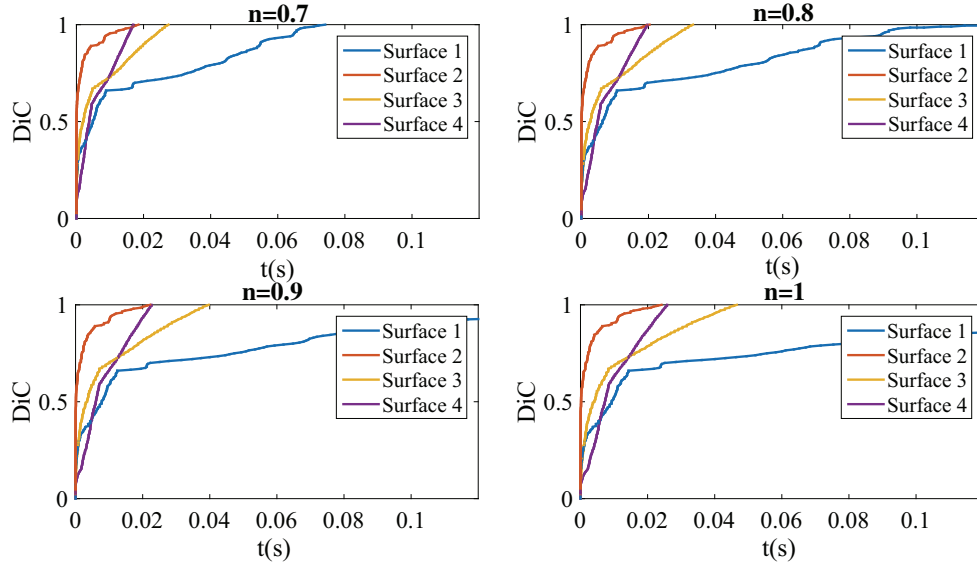 n=0.7
1
0.5
0
DiC
0 0.02 0.04 0.06 0.08 0.1
t(s)
Surface 1
Surface 2
Surface 3
Surface 4
n=0.8
1
0.5
0
DiC
0 0.02 0.04 0.06 0.08 0.1
t(s)
Surface 1
Surface 2
Surface 3
Surface 4
n=0.9
1
0.5
0
DiC
0 0.02 0.04 0.06 0.08 0.1
t(s)
Surface 1
Surface 2
Surface 3
Surface 4
n=1
1
0.5
0
DiC
0 0.02 0.04 0.06 0.08 0.1
t(s)
Surface 1
Surface 2
Surface 3
Surface 4